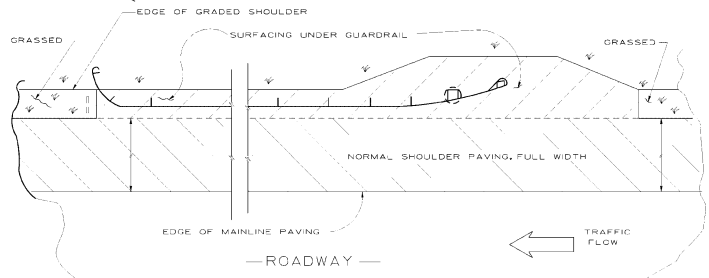 EDGE OF GRADED SHOULDER
GRASSED
SURFACING UNDER GUARDRAIL
GRASSED
NORMAL SHOULDER PAVING, FULL WIDTH
EDGE OF MAINLINE PAVING
TRAFFIC
FLOW
ROADWAY